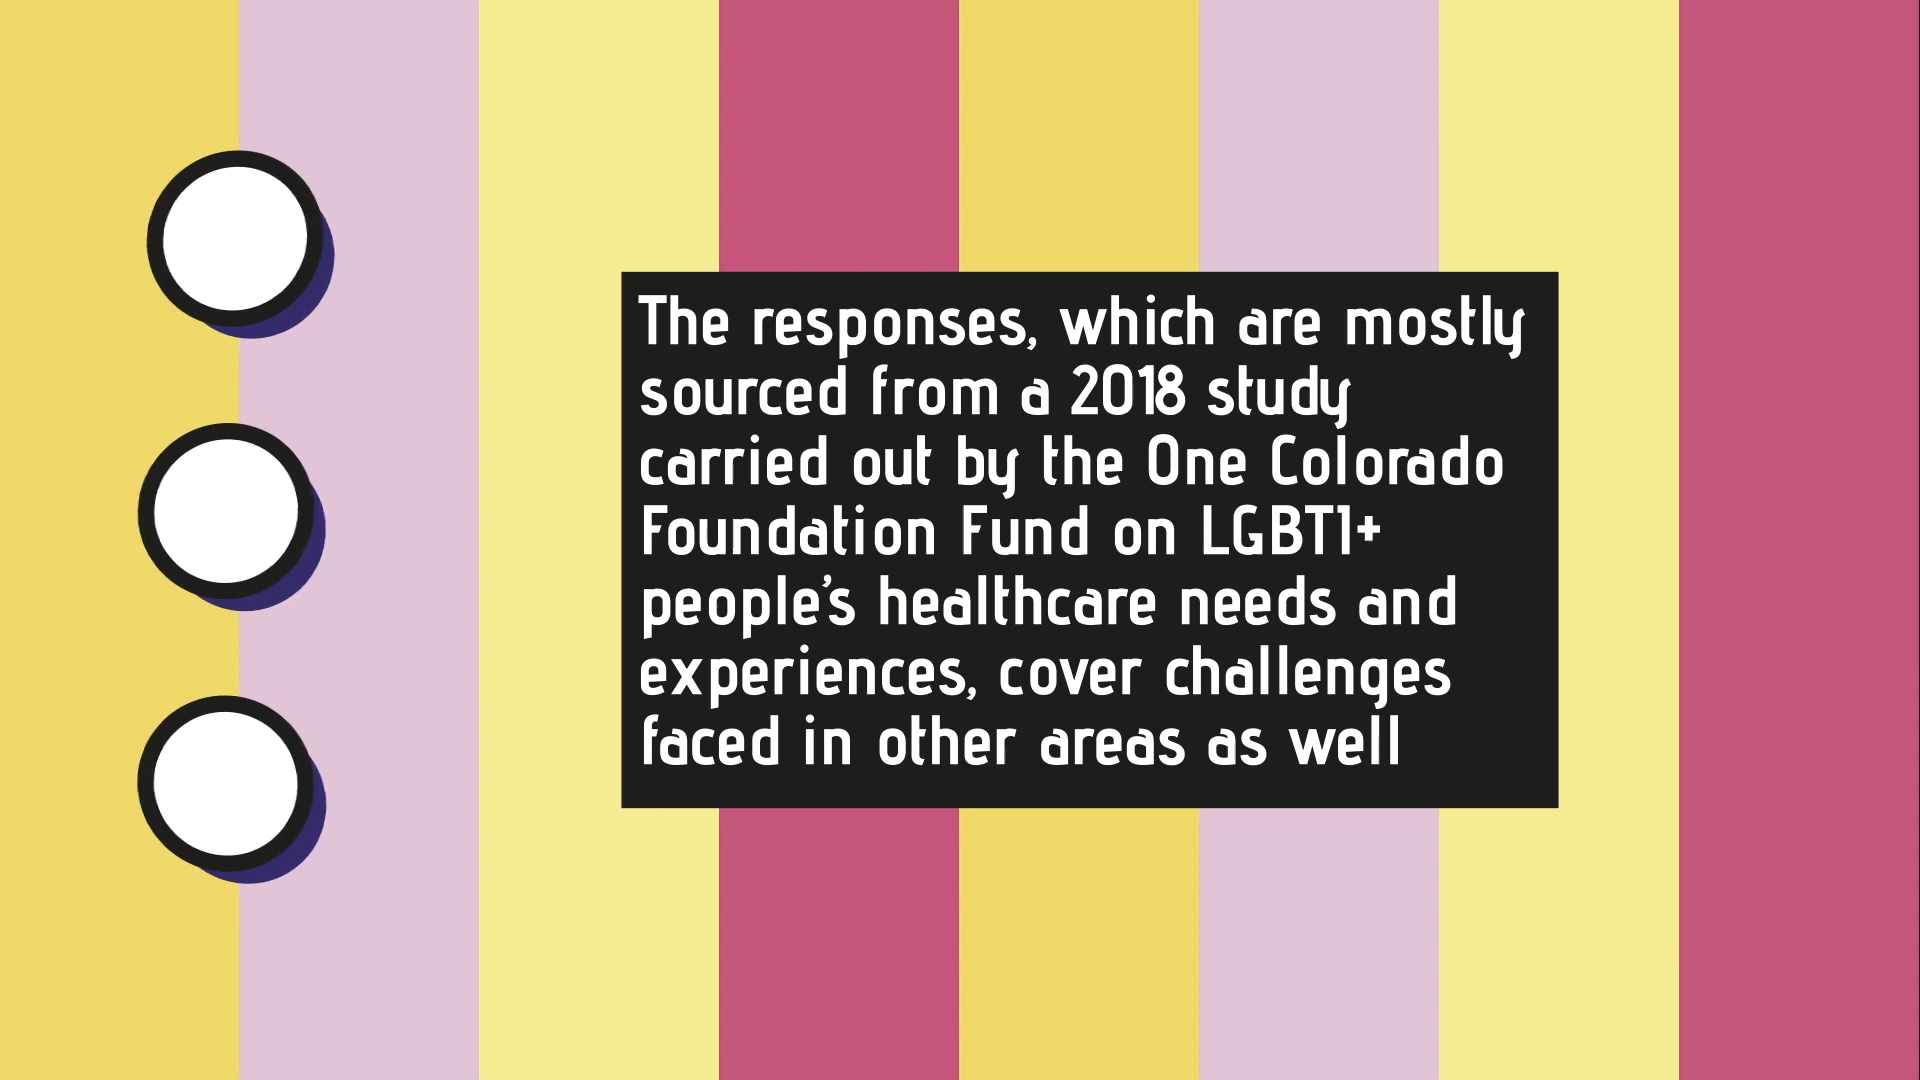 The responses, which are mostly
sourced from a 2018 study
carried out by the One Colorado
Foundation Fund on LGBTI+
people’s healthcare needs and
experiences, cover challenges
faced in other areas as well